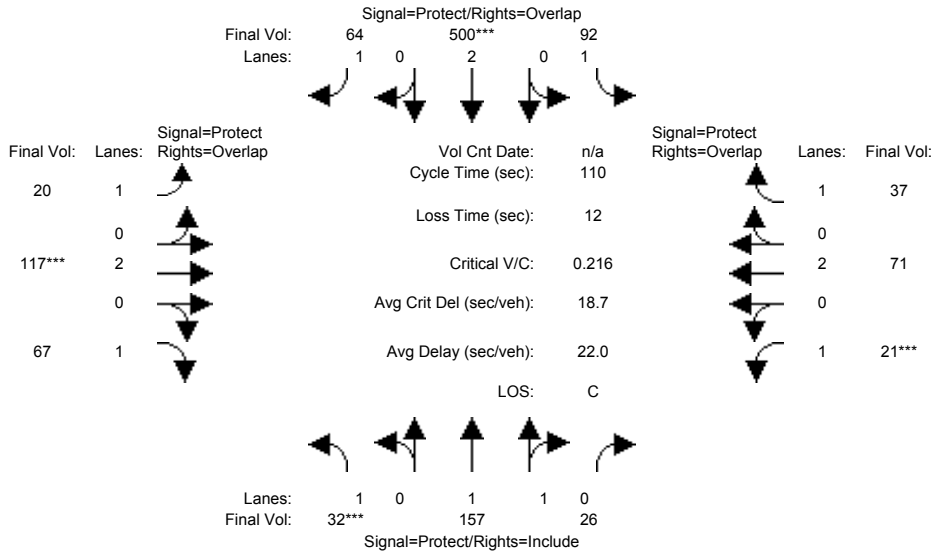 Signal=Protect/Rights=Overlap
Final Vol: 64 500*** 92
Lanes: 1 0 2 0 1
Signal=Protect
Final Vol: Lanes: Rights=Overlap
Vol Cnt Date: n/a
Signal=Protect
Rights=Overlap Lanes: Final Vol:
Cycle Time (sec): 110
20 1
1 37
Loss Time (sec): 12
0
0
117*** 2
Critical V/C: 0.216
2 71
0
Avg Crit Del (sec/veh): 18.7
0
67 1
Avg Delay (sec/veh): 22.0
1 21***
LOS: C
Lanes: 1 0 1 1 0
Final Vol: 32*** 157 26
Signal=Protect/Rights=Include